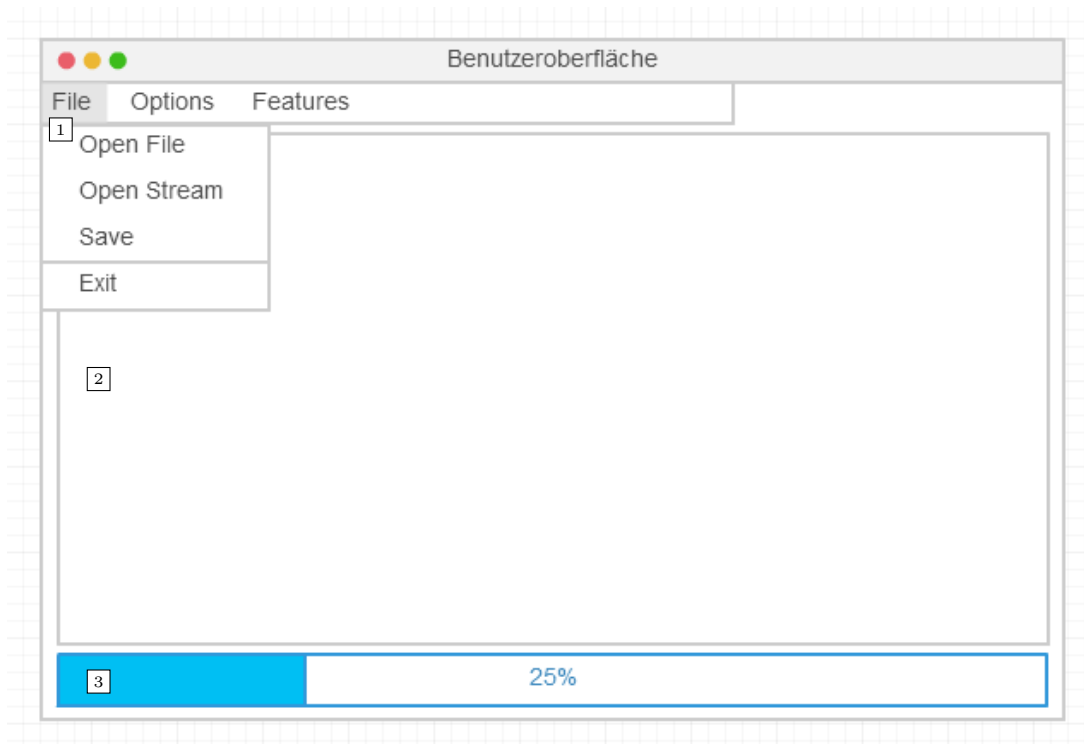 Benutzeroberfläche
File Options Features
1
Open File
Open Stream
Save
Exit
2
3 25%